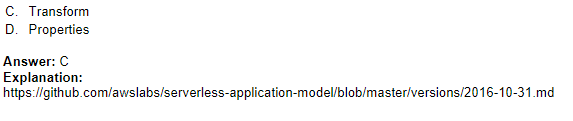 C. Transform
D. Properties
Answer: C
Explanation:
https://github.com/awslabs/serverless-application-model/blob/master/versions/2016-10-31.md